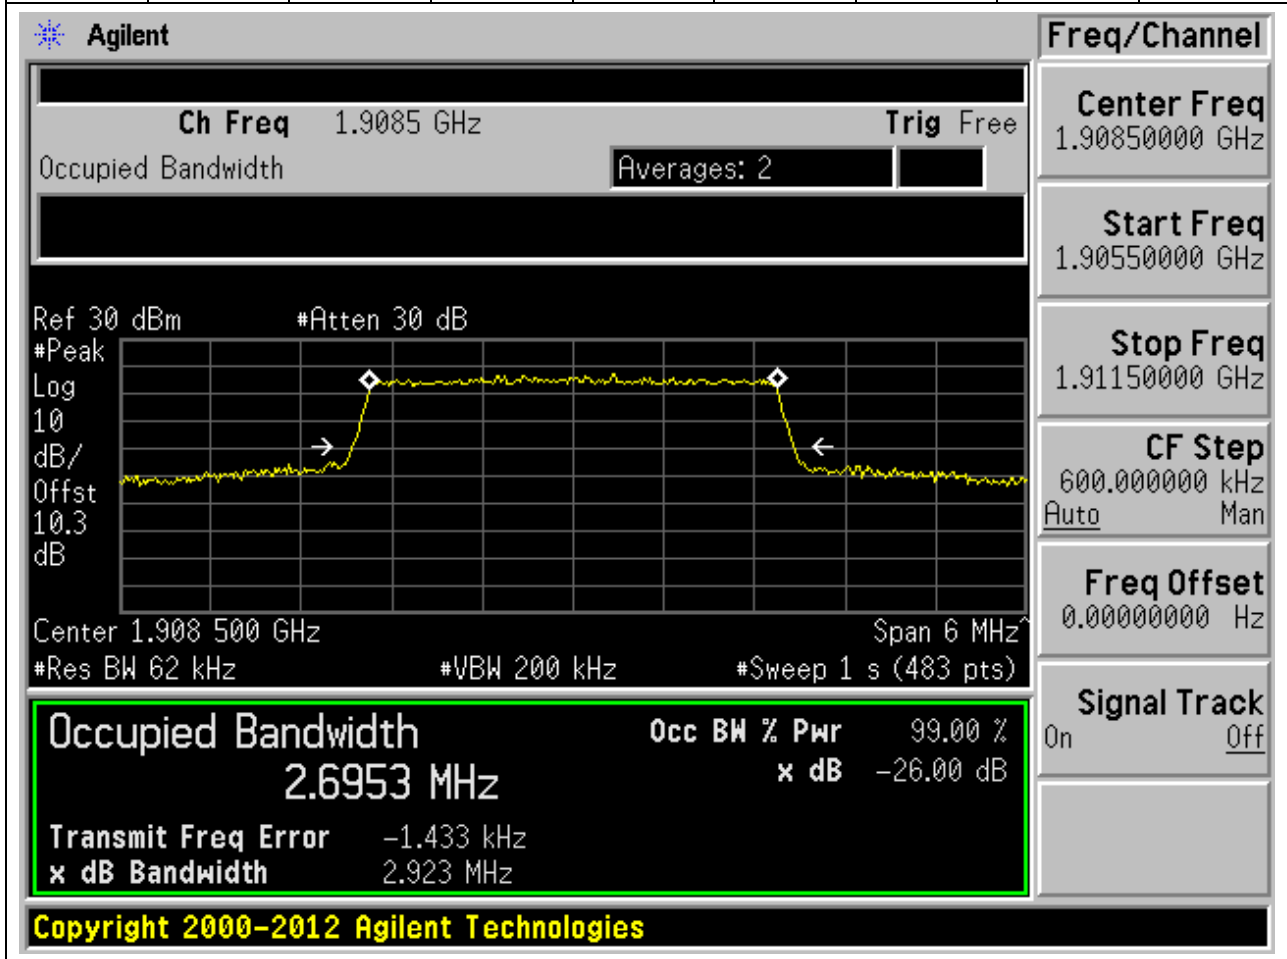 Agilent
Freq/Channel
Ch Freq 1.9085 GHz Trig Free
Occupied Bandwidth Averages: 2
Center Freq
1.90850000 GHz
Start Freq
1.90550000 GHz
Stop Freq
1.91150000 GHz
CF Step
600.000000 kHz
Auto Man
Freq Offset
0.00000000 Hz
Signal Track
On Off
Ref 30 dBm #Atten 30 dB
#Peak
Log
10
dB/
Offst
10.3
dB
Center 1.908 500 GHz Span 6 MHz^
#Res BW 62 kHz #VBW 200 kHz #Sweep 1 s (483 pts)
Occupied Bandwidth Occ BW % Pwr 99.00 %
2.6953 MHz x dB -26.00 dB
Transmit Freq Error -1.433 kHz
x dB Bandwidth 2.923 MHz
Copyright 2000-2012 Agilent Technologies